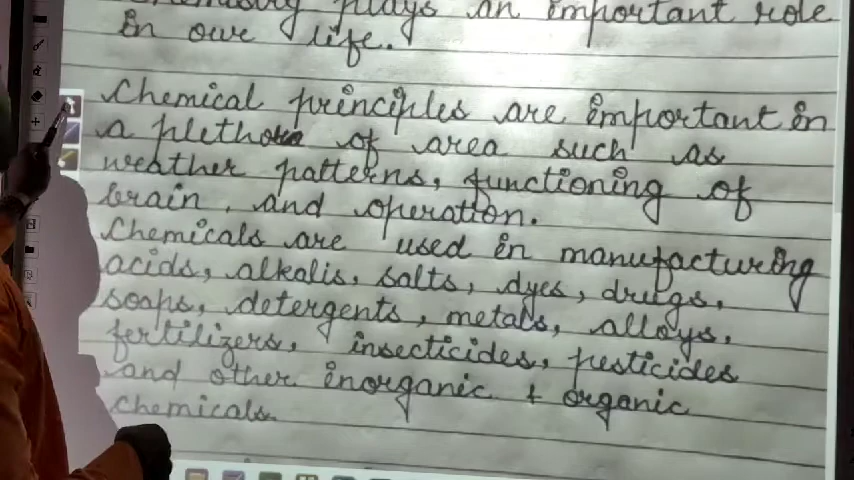 Chemistry plays an important role
in our life.
Chemical principles are important in
a plethora of area such as
weather patterns, functioning of
brain, and operation.
Chemicals are used in manufacturing
acids, alkalis, salts, dyes, drugs,
soaps, detergents, metals, alloys,
fertilizers, insecticides, pesticides
and other inorganic + organic
chemicals.